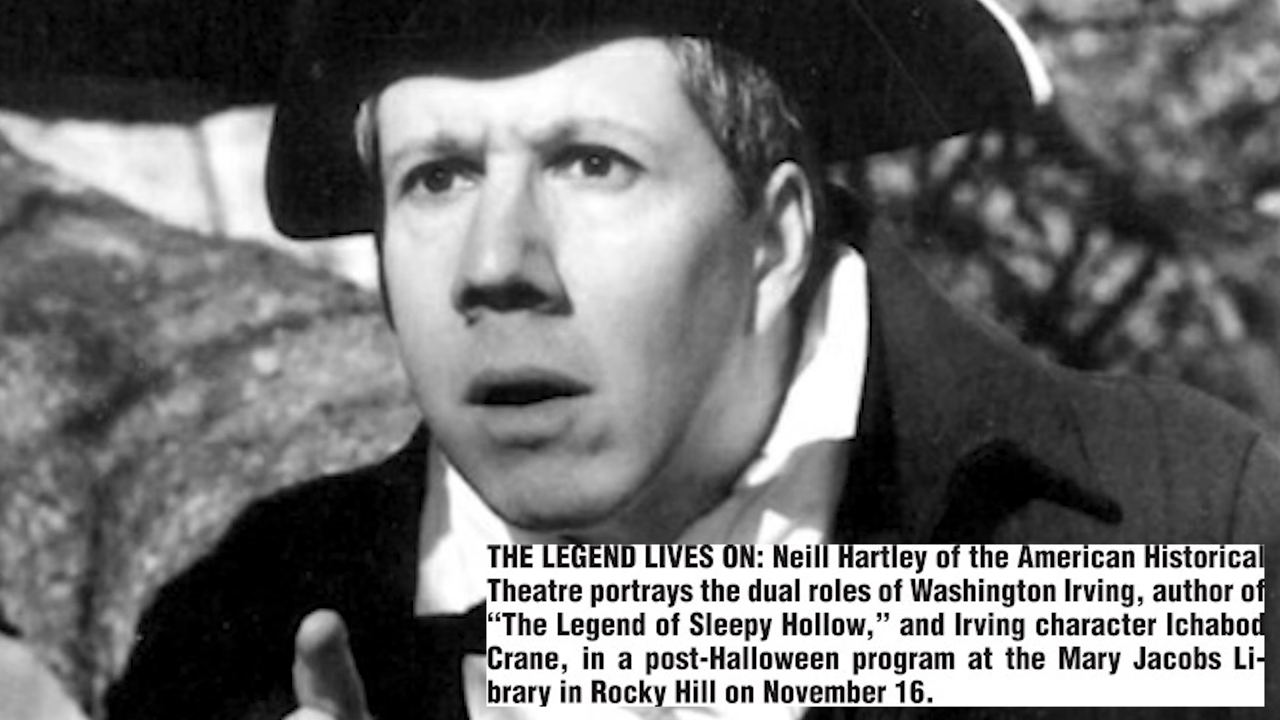 THE LEGEND LIVES ON: Neill Hartley of the American Historical
Theatre portrays the dual roles of Washington Irving, author of
“The Legend of Sleepy Hollow,” and Irving character Ichabod
Crane, in a post-Halloween program at the Mary Jacobs Li-
brary in Rocky Hill on November 16.